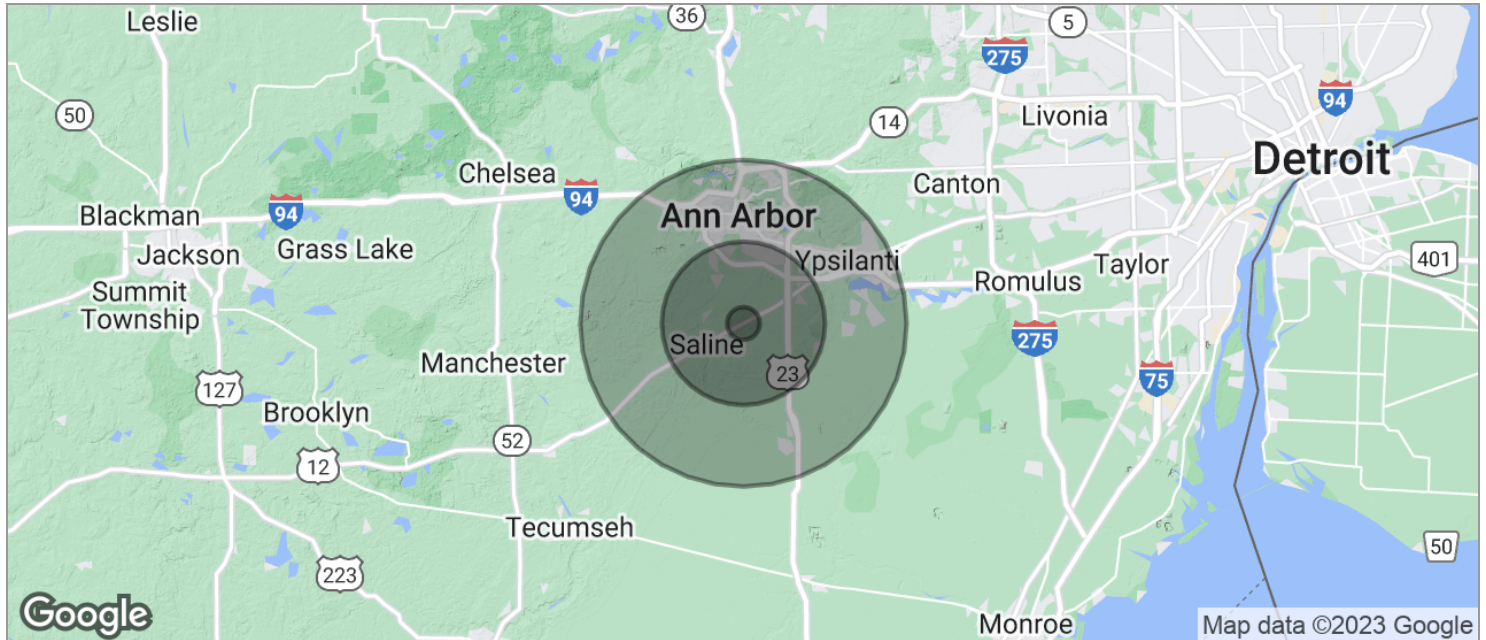 Leslie
36
5
275
94
50
Livonia
14
Detroit
Chelsea
Canton
94
94
Blackman
Ann Arbor
Grass Lake
Jackson
Ypsilanti
Taylor
401
Romulus
Summit
Township
275
Saline
Manchester
23
75
127
Brooklyn
52
12
Tecumseh
50
223
Google
Monroe
Map data ©2023 Google